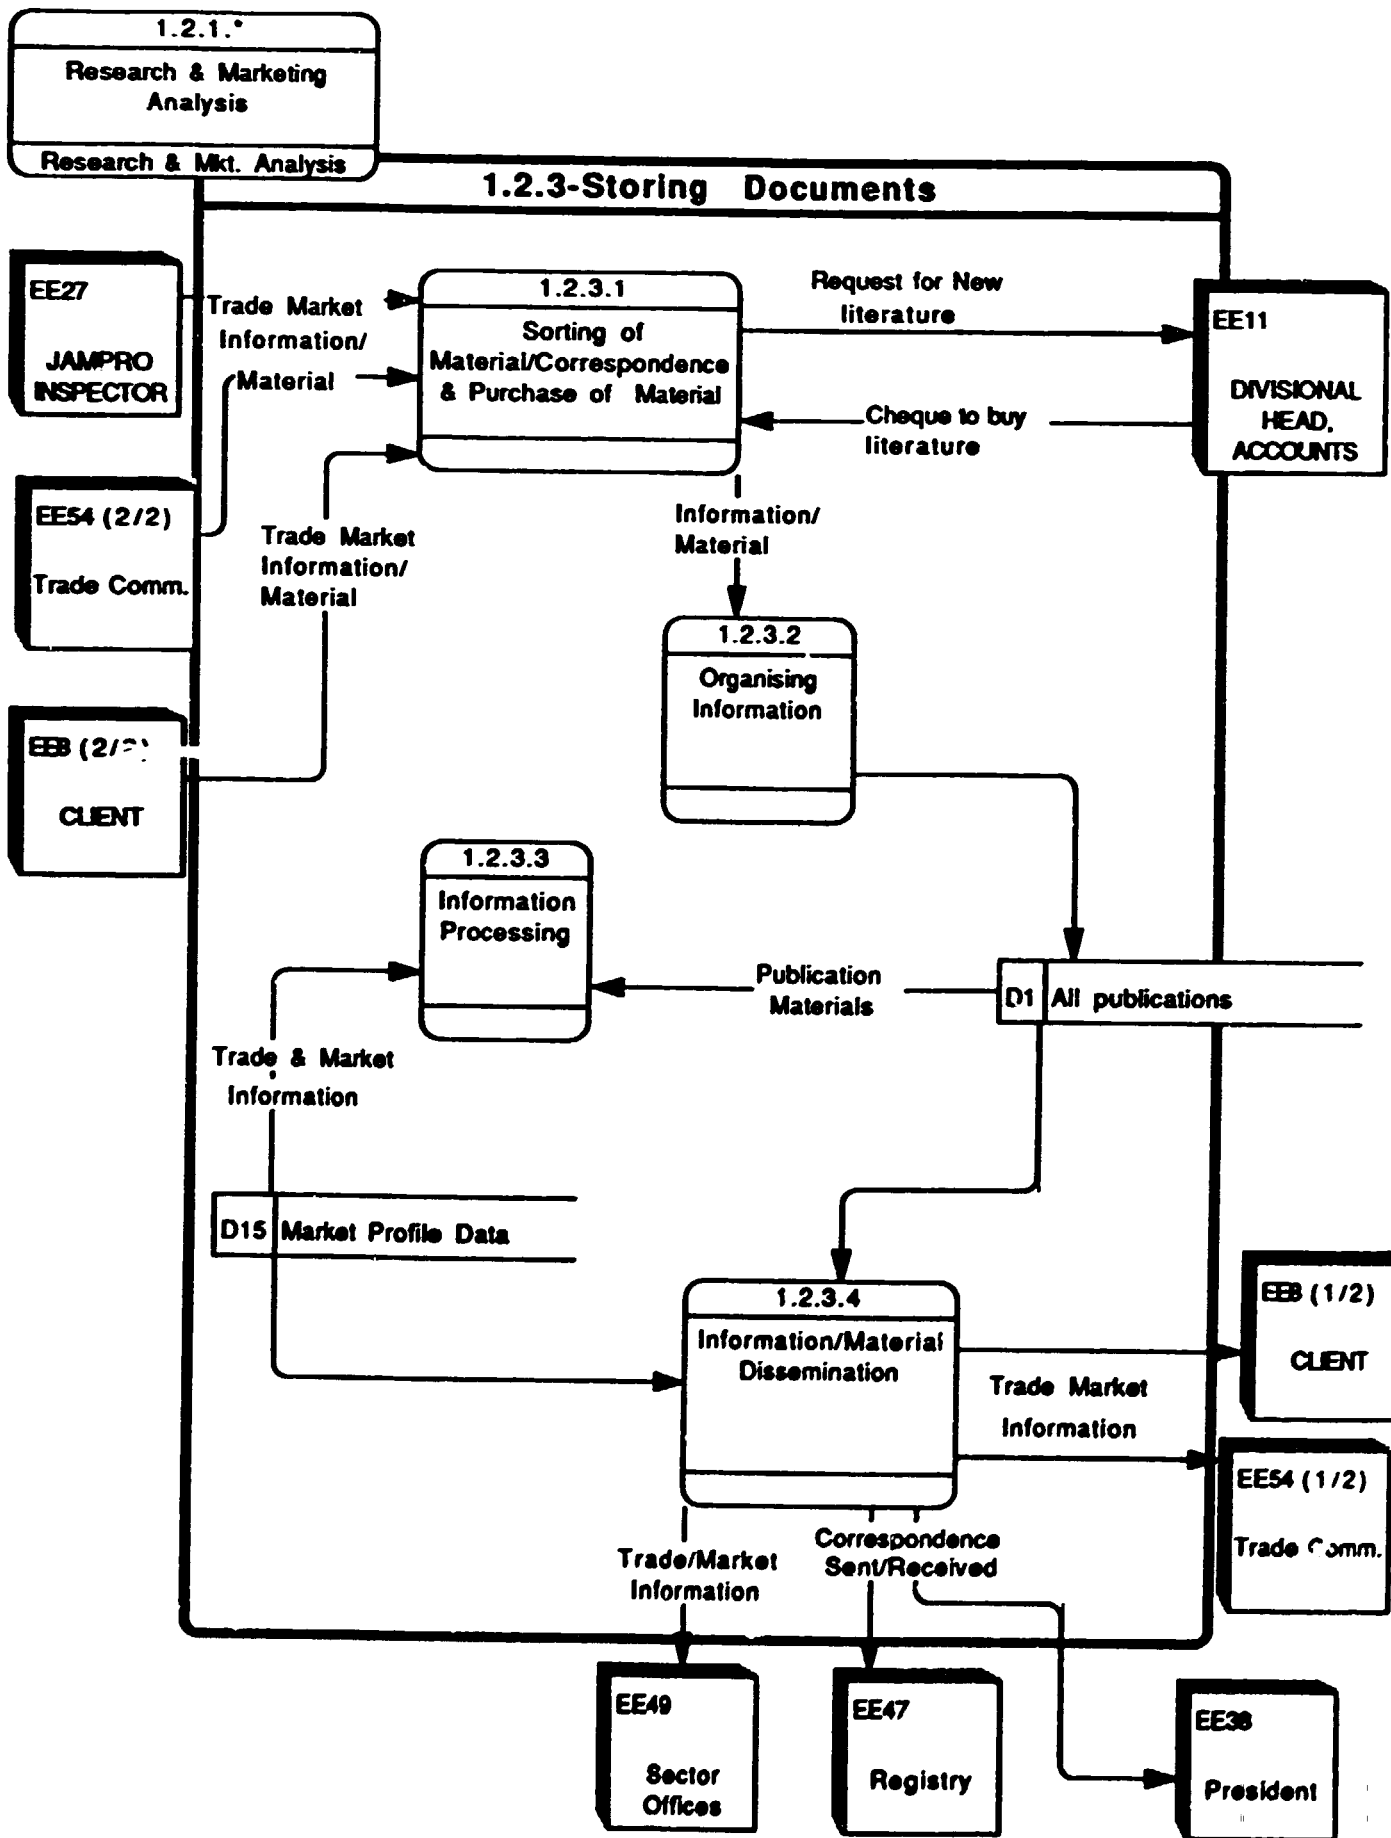 1.2.1.*
Research & Marketing
Analysis
Research & Mkt. Analysis
1.2.3-Storing Documents
EE27
JAMPRO
INSPECTOR
Trade Market
Information/
Material
1.2.3.1
Sorting of
Material/Correspondence
& Purchase of Material
Request for New
literature
Cheque to buy
literature
EE11
DIVISIONAL
HEAD,
ACCOUNTS
EE54 (2/2)
Trade Comm.
Trade Market
Information/
Material
Information/
Material
1.2.3.2
Organising
Information
EE8
CLIENT
1.2.3.3
Information
Processing
Publication
Materials
D1 All publications
Trade & Market
Information
D15 Market Profile Data
1.2.3.4
Information/Material
Dissemination
EE8 (1/2)
CLIENT
Trade Market
Information
EE54 (1/2)
Trade
Trade/Market
Information
Correspondence
Sent/Received
EE49
Sector
Offices
EE47
Registry
EE38
President